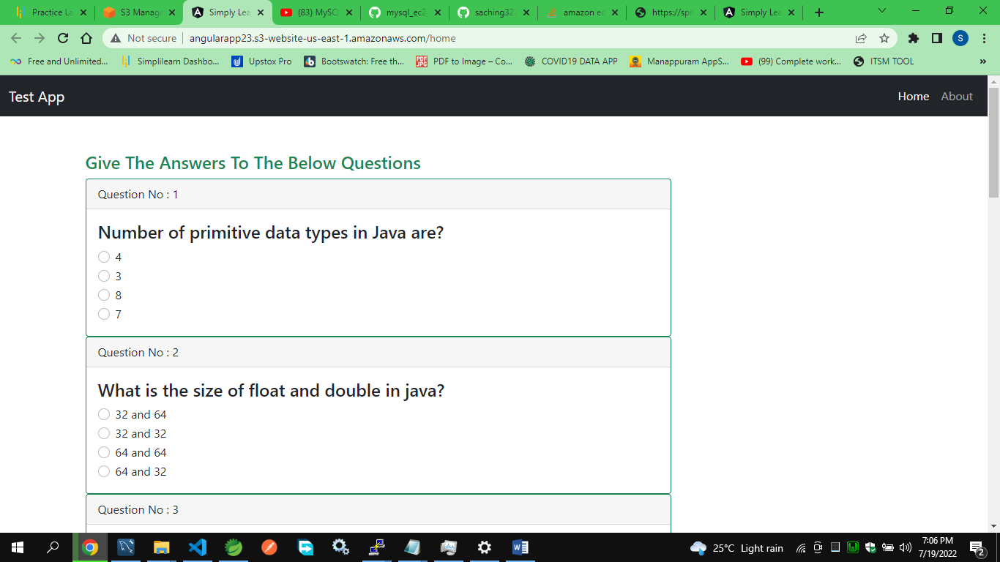 Practice La
S3 Manag
Simply Lea
(83) MySQ
mysql_ec2
saching32
amazon ec
https://spr
Simply Lea
Not secure
angularapp23.s3-website-us-east-1.amazonaws.com/home
S
Free and Unlimited...
Simplilearn Dashbo...
Upstox Pro
Bootswatch: Free th...
PDF to Image – Co...
COVID19 DATA APP
Manappuram AppS...
(99) Complete work...
ITSM TOOL
»
Test App
Home
About
Give The Answers To The Below Questions
Question No : 1
Number of primitive data types in Java are?
4
3
8
7
Question No : 2
What is the size of float and double in java?
32 and 64
32 and 32
64 and 64
64 and 32
Question No : 3
25°C Light rain
7:06 PM
7/19/2022
2